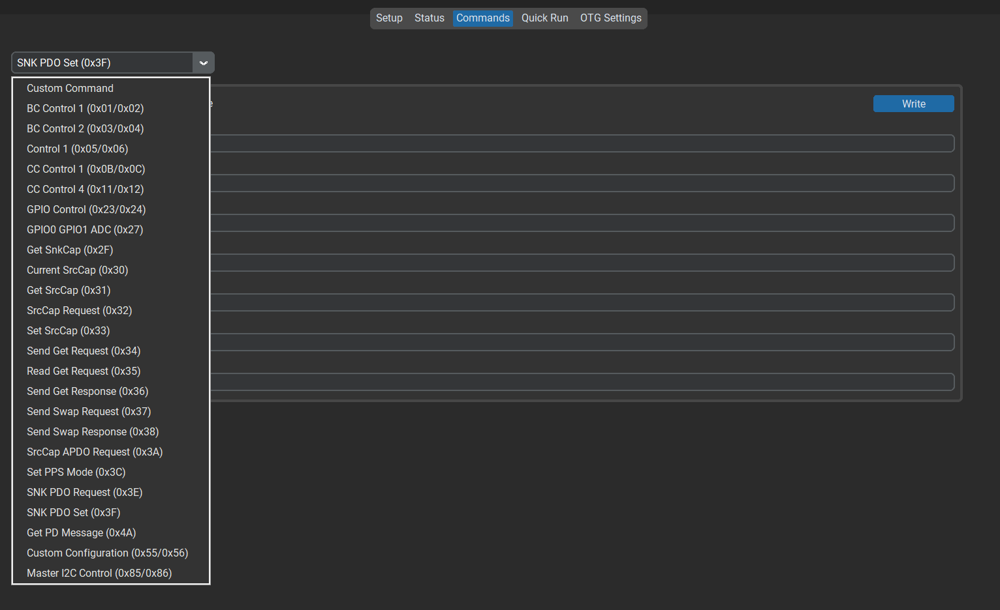 Setup Status Commands Quick Run OTG Settings
SNK PDO Set (0x3F)
Custom Command
BC Control 1 (0x01/0x02)
Write
BC Control 2 (0x03/0x04)
Control 1 (0x05/0x06)
CC Control 1 (0x0B/0x0C)
CC Control 4 (0x11/0x12)
GPIO Control (0x23/0x24)
GPIO0 GPIO1 ADC (0x27)
Get SnkCap (0x2F)
Current SrcCap (0x30)
Get SrcCap (0x31)
SrcCap Request (0x32)
Set SrcCap (0x33)
Send Get Request (0x34)
Read Get Request (0x35)
Send Get Response (0x36)
Send Swap Request (0x37)
Send Swap Response (0x38)
SrcCap APDO Request (0x3A)
Set PPS Mode (0x3C)
SNK PDO Request (0x3E)
SNK PDO Set (0x3F)
Get PD Message (0x4A)
Custom Configuration (0x55/0x56)
Master I2C Control (0x85/0x86)